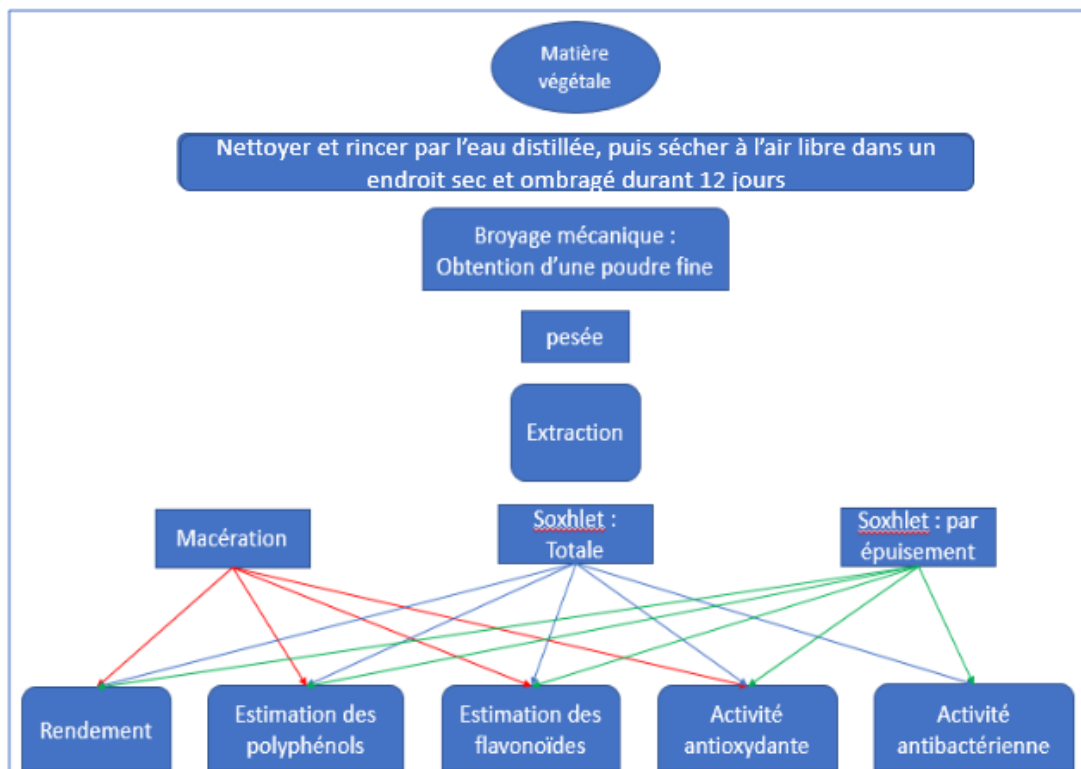 Matière
végétale
Nettoyer et rincer par l’eau distillée, puis sécher à l’air libre dans un
endroit sec et ombragé durant 12 jours
Broyage mécanique :
Obtention d’une poudre fine
pesée
Extraction
Macération
Soxhlet :
Totale
Soxhlet : par
épuisement
Rendement
Estimation des
polyphénols
Estimation des
flavonoïdes
Activité
antioxydante
Activité
antibactérienne